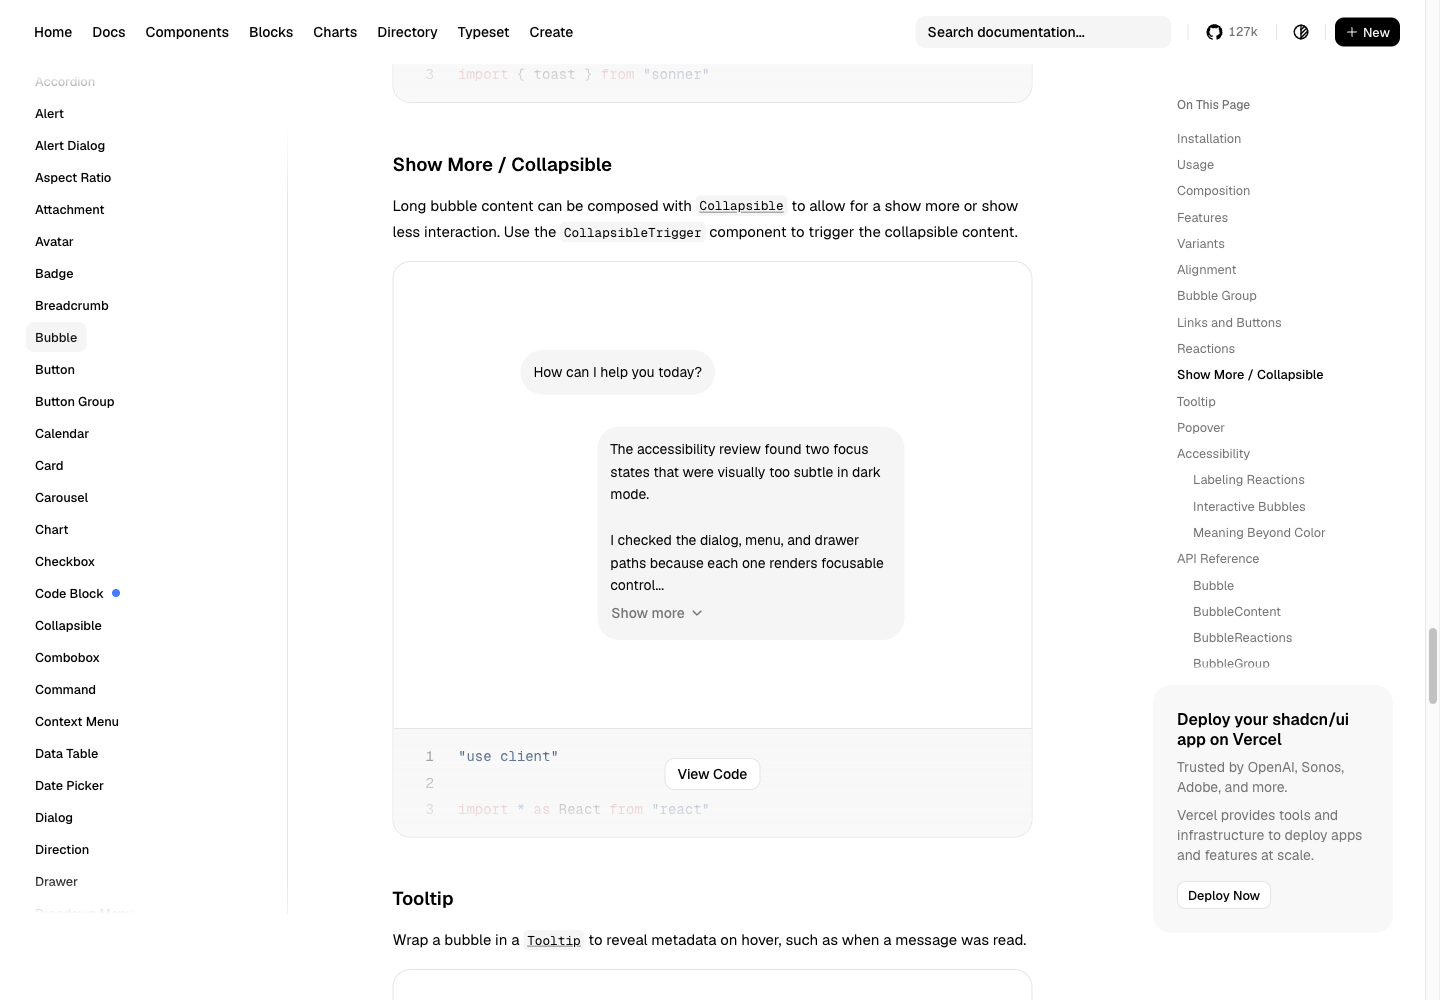 Home Docs Components Blocks Charts Directory Typeset Create
Search documentation...
127k
New
Accordion
Alert
Alert Dialog
Aspect Ratio
Attachment
Avatar
Badge
Breadcrumb
Bubble
Button
Button Group
Calendar
Card
Carousel
Chart
Checkbox
Code Block
Collapsible
Combobox
Command
Context Menu
Data Table
Date Picker
Dialog
Direction
Drawer
Dropdown Menu
3 import { toast } from "sonner"
Show More / Collapsible
Long bubble content can be composed with Collapsible to allow for a show more or show
less interaction. Use the CollapsibleTrigger component to trigger the collapsible content.
How can I help you today?
The accessibility review found two focus
states that were visually too subtle in dark
mode.
I checked the dialog, menu, and drawer
paths because each one renders focusable
control...
Show more
1 "use client"
2
View Code
3 import * as React from "react"
Tooltip
Wrap a bubble in a Tooltip to reveal metadata on hover, such as when a message was read.
On This Page
Installation
Usage
Composition
Features
Variants
Alignment
Bubble Group
Links and Buttons
Reactions
Show More / Collapsible
Tooltip
Popover
Accessibility
Labeling Reactions
Interactive Bubbles
Meaning Beyond Color
API Reference
Bubble
BubbleContent
BubbleReactions
BubbleGroup
Deploy your shadcn/ui
app on Vercel
Trusted by OpenAI, Sonos,
Adobe, and more.
Vercel provides tools and
infrastructure to deploy apps
and features at scale.
Deploy Now